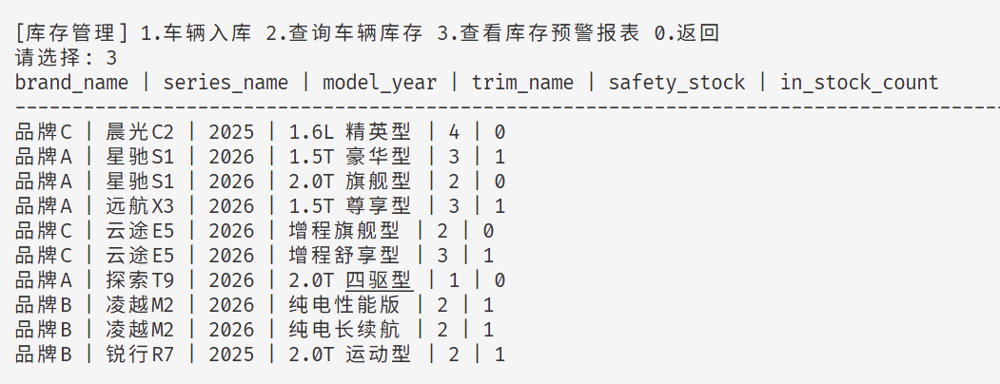 [库存管理] 1.车辆入库 2.查询车辆库存 3.查看库存预警报表 0.返回
请选择: 3
brand_name | series_name | model_year | trim_name | safety_stock | in_stock_count
----------------------------------------------------------------------------------------
品牌C | 晨光C2 | 2025 | 1.6L 精英型 | 4 | 0
品牌A | 星驰S1 | 2026 | 1.5T 豪华型 | 3 | 1
品牌A | 星驰S1 | 2026 | 2.0T 旗舰型 | 2 | 0
品牌A | 远航X3 | 2026 | 1.5T 尊享型 | 3 | 1
品牌C | 云途E5 | 2026 | 增程旗舰型 | 2 | 0
品牌C | 云途E5 | 2026 | 增程舒享型 | 3 | 1
品牌A | 探索T9 | 2026 | 2.0T 四驱型 | 1 | 0
品牌B | 凌越M2 | 2026 | 纯电性能版 | 2 | 1
品牌B | 凌越M2 | 2026 | 纯电长续航 | 2 | 1
品牌B | 锐行R7 | 2025 | 2.0T 运动型 | 2 | 1